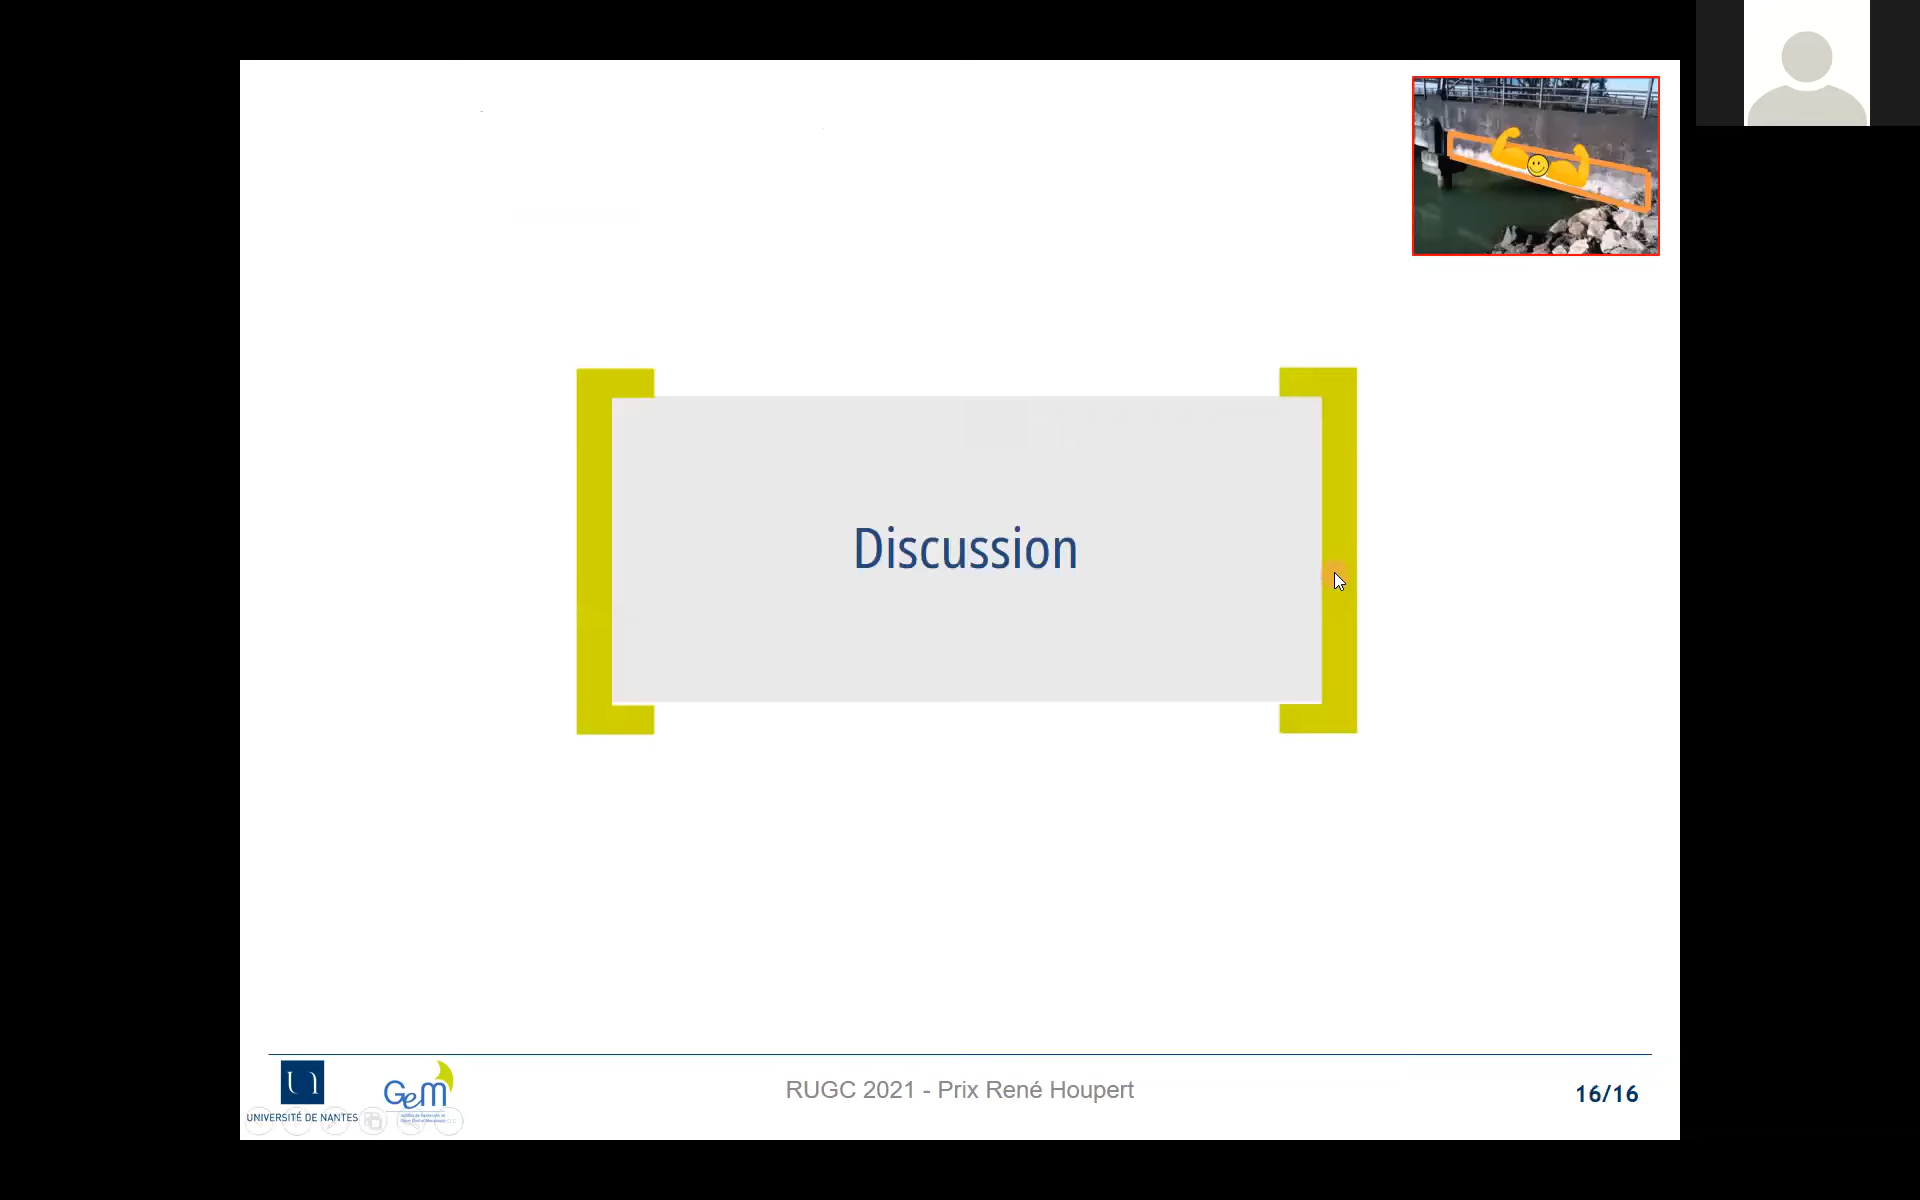 Discussion
UNIVERSITÉ DE NANTES
GeM
RUGC 2021 - Prix René Houpert
16/16